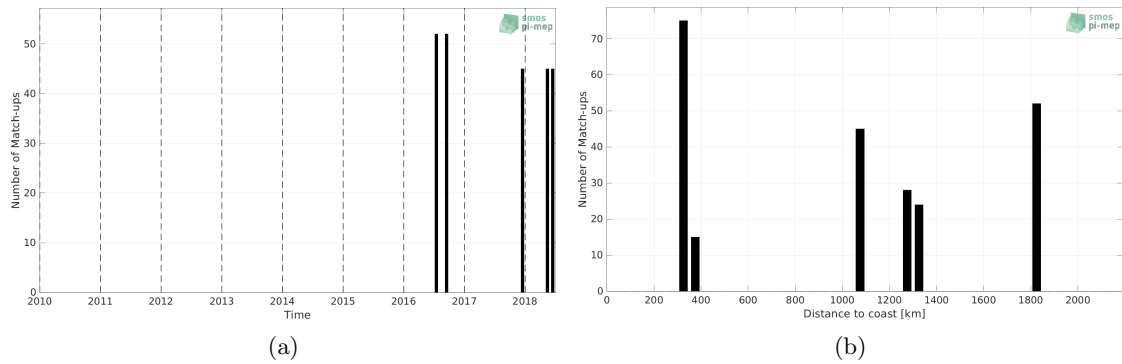 smos
pi-mep
Number of Match-ups
50
40
30
20
10
0
2010 2011 2012 2013 2014 2015 2016 2017 2018
Time
(a)
smos
pi-mep
Number of Match-ups
70
60
50
40
30
20
10
0
0 200 400 600 800 1000 1200 1400 1600 1800 2000
Distance to coast [km]
(b)